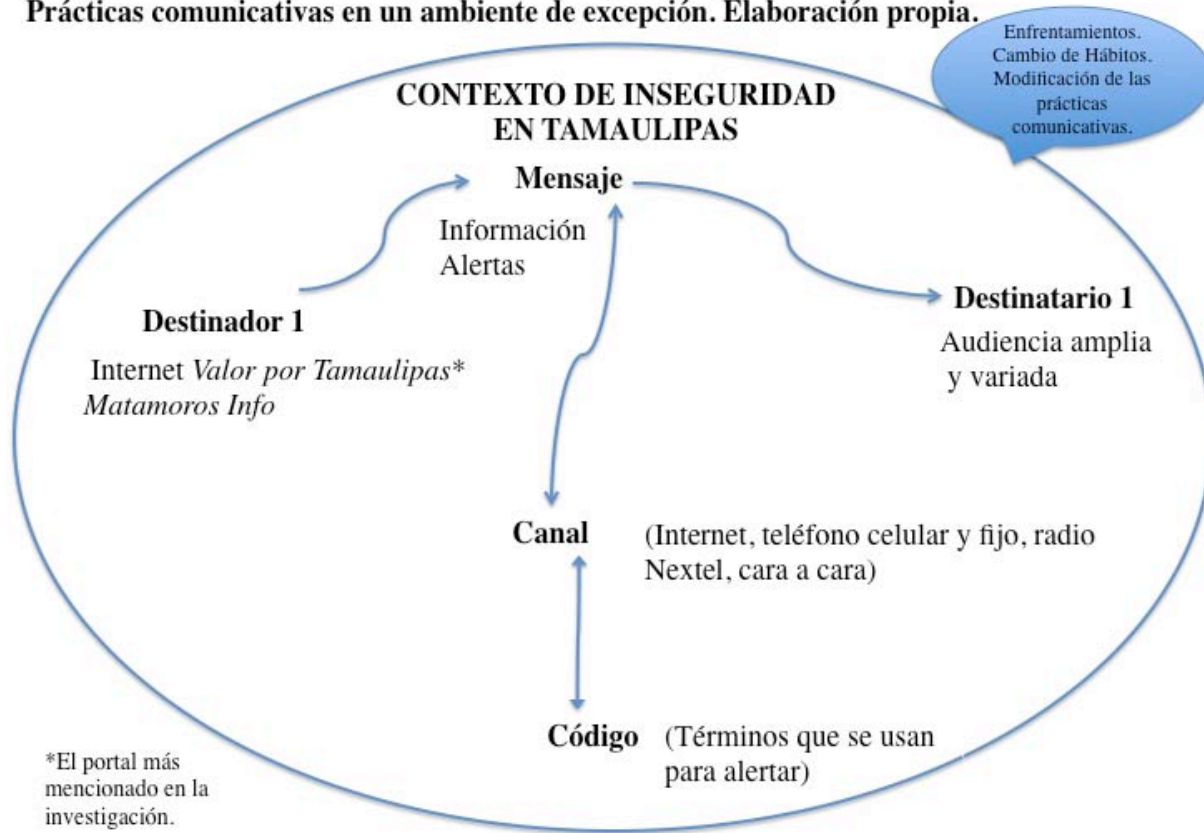 Prácticas comunicativas en un ambiente de excepción. Elaboración propia.
Enfrentamientos.
Cambio de Hábitos.
Modificación de las
prácticas
comunicativas.
CONTEXTO DE INSEGURIDAD
EN TAMAULIPAS
Mensaje
Información
Alertas
Destinador 1
Internet Valor por Tamaulipas*
Matamoros Info
Destinatario 1
Audiencia amplia
y variada
Canal
(Internet, teléfono celular y fijo, radio
Nextel, cara a cara)
Código
(Términos que se usan
para alertar)
*El portal más
mencionado en la
investigación.